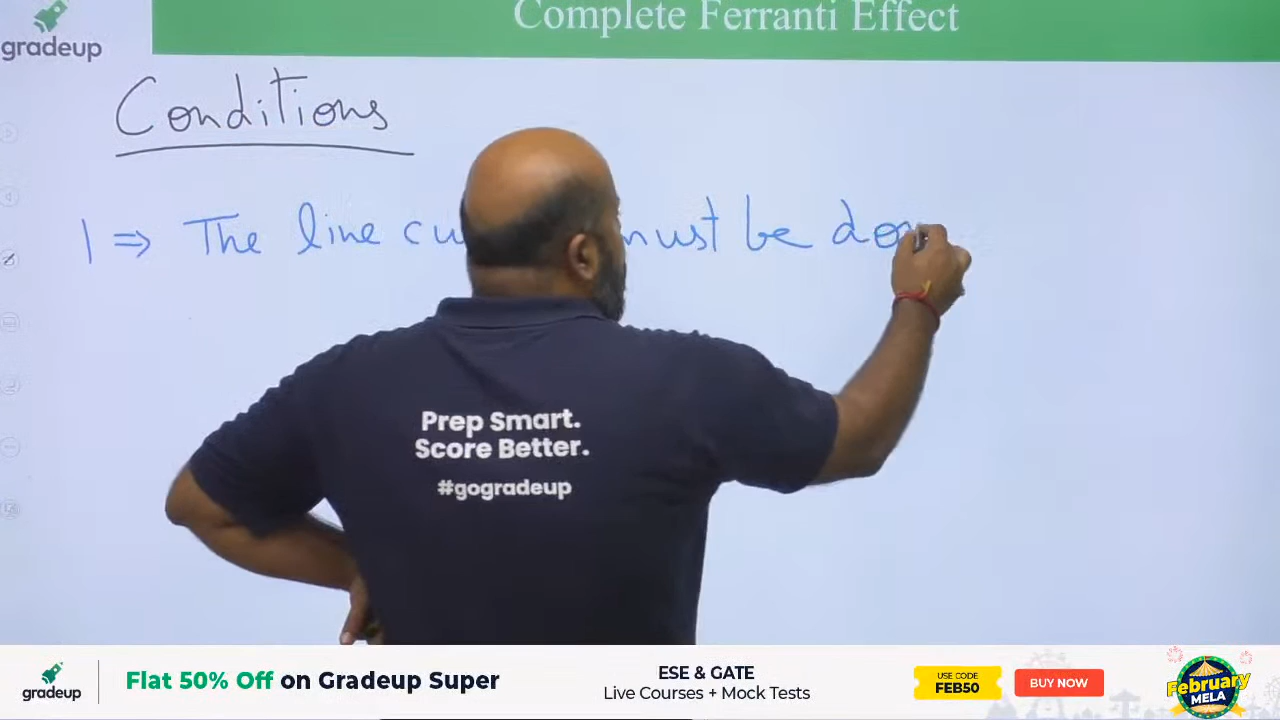 gradeup
Complete Ferranti Effect
Conditions
1 ⇒ The line cu must be do
Prep Smart.
Score Better.
#gogradeup
gradeup
Flat 50% Off on Gradeup Super
ESE & GATE
Live Courses + Mock Tests
USE CODE
FEB50
BUY NOW
February
MELA